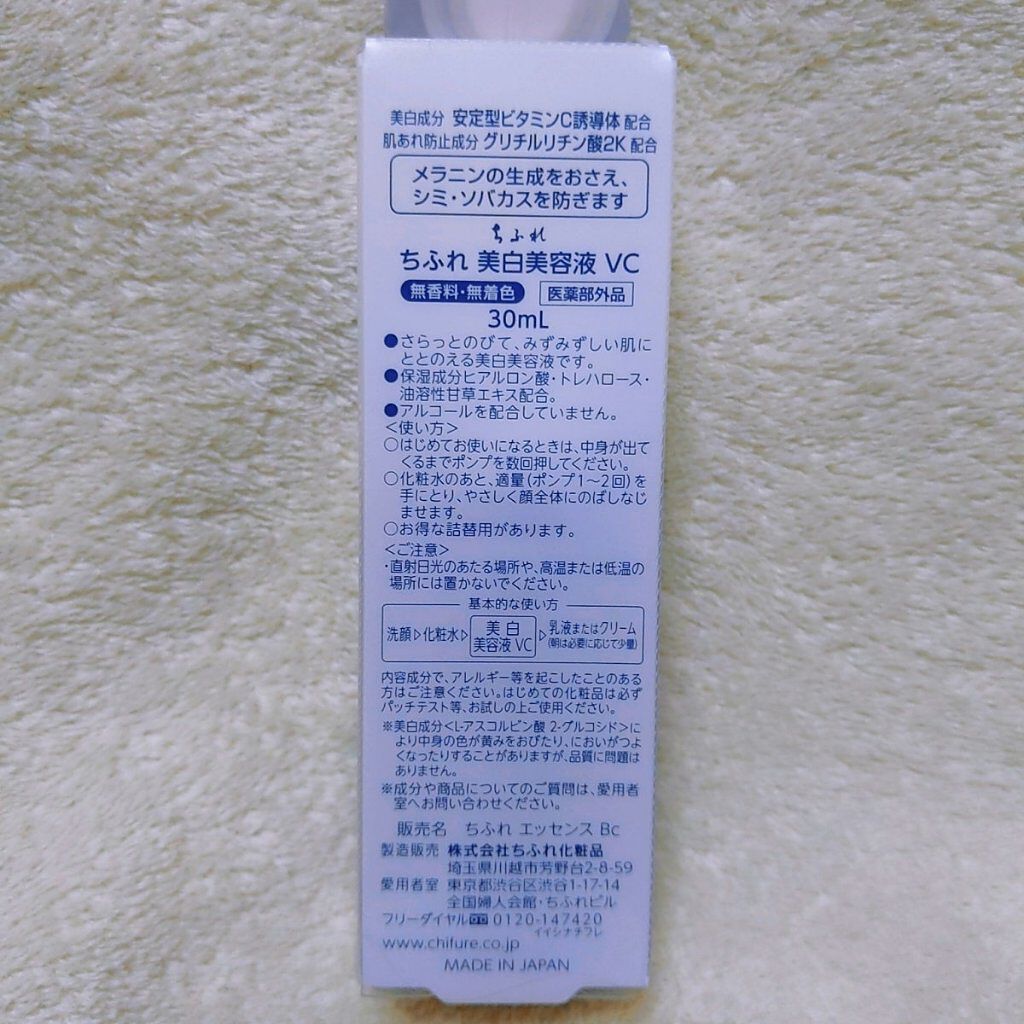 美白成分 安定型ビタミンC誘導体 配合
肌あれ防止成分 グリチルリチン酸2K 配合
メラニンの生成をおさえ、
シミ・ソバカスを防ぎます
ちふれ
ちふれ 美白美容液 VC
無香料・無着色 医薬部外品
30mL
●さらっとのびて、みずみずしい肌に
ととのえる美白美容液です。
●保湿成分ヒアルロン酸・トレハロース・
油溶性甘草エキス配合。
●アルコールを配合していません。
＜使い方＞
○はじめてお使いになるときは、中身が出て
くるまでポンプを数回押してください。
○化粧水のあと、適量(ポンプ1～2回)を
手にとり、やさしく顔全体にのばしなじ
ませます。
○お得な詰替用があります。
＜ご注意＞
・直射日光のあたる場所や、高温または低温の
場所には置かないでください。
基本的な使い方
洗顔▷化粧水▷美白美容液 VC▷乳液またはクリーム
(朝は必要に応じて少量)
内容成分で、アレルギー等を起こしたことのある
方はご注意ください。はじめての化粧品は必ず
パッチテスト等、お試しの上ご使用ください。
※美白成分＜L-アスコルビン酸 2-グルコシド＞に
より中身の色が黄みをおびたり、においがつよ
くなったりすることがありますが、品質に問題は
ありません。
※成分や商品についてのご質問は、愛用者
室へお問い合わせください。
販売名 ちふれ エッセンス Bc
製造販売 株式会社ちふれ化粧品
埼玉県川越市芳野台2-8-59
愛用者室 東京都渋谷区渋谷1-17-14
全国婦人会館・ちふれビル
フリーダイヤル 0120-147420
イイシナチフレ
www.chifure.co.jp
MADE IN JAPAN